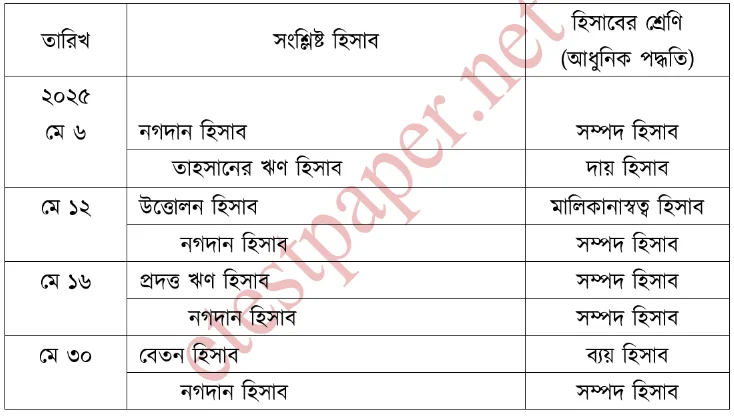 তারিখ সংশ্লিষ্ট হিসাব হিসাবের শ্রেণি
(আধুনিক পদ্ধতি)
২০২৫
মে ৬ নগদান হিসাব সম্পদ হিসাব
তাহসানের ঋণ হিসাব দায় হিসাব
মে ১২ উত্তোলন হিসাব মালিকানাস্বত্ব হিসাব
নগদান হিসাব সম্পদ হিসাব
মে ১৬ প্রদত্ত ঋণ হিসাব সম্পদ হিসাব
নগদান হিসাব সম্পদ হিসাব
মে ৩০ বেতন হিসাব ব্যয় হিসাব
নগদান হিসাব সম্পদ হিসাব
etestpaper.net